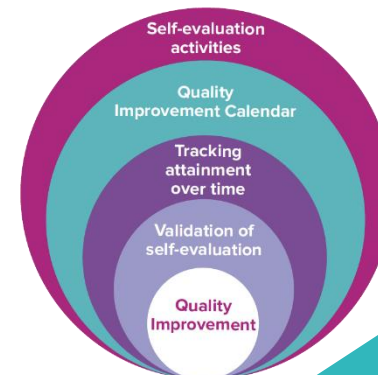 Self-evaluation
activities
Quality
Improvement Calendar
Tracking
attainment
over time
Validation of
self-evaluation
Quality
Improvement